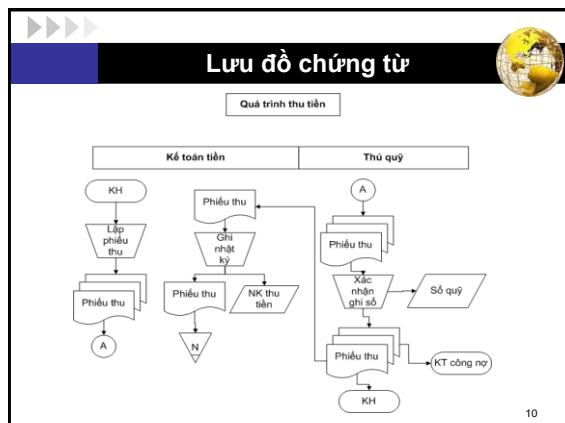 Lưu đồ chứng từ
Quá trình thu tiền
Kế toán tiền
Thủ quỹ
KH
Lập
phiếu
thu
Phiếu thu
A
Phiếu thu
Ghi
nhật
ký
Phiếu thu
NK thu
tiền
N
A
Phiếu thu
Xác
nhận
ghi số
Số quỹ
Phiếu thu
KT công nợ
KH
10